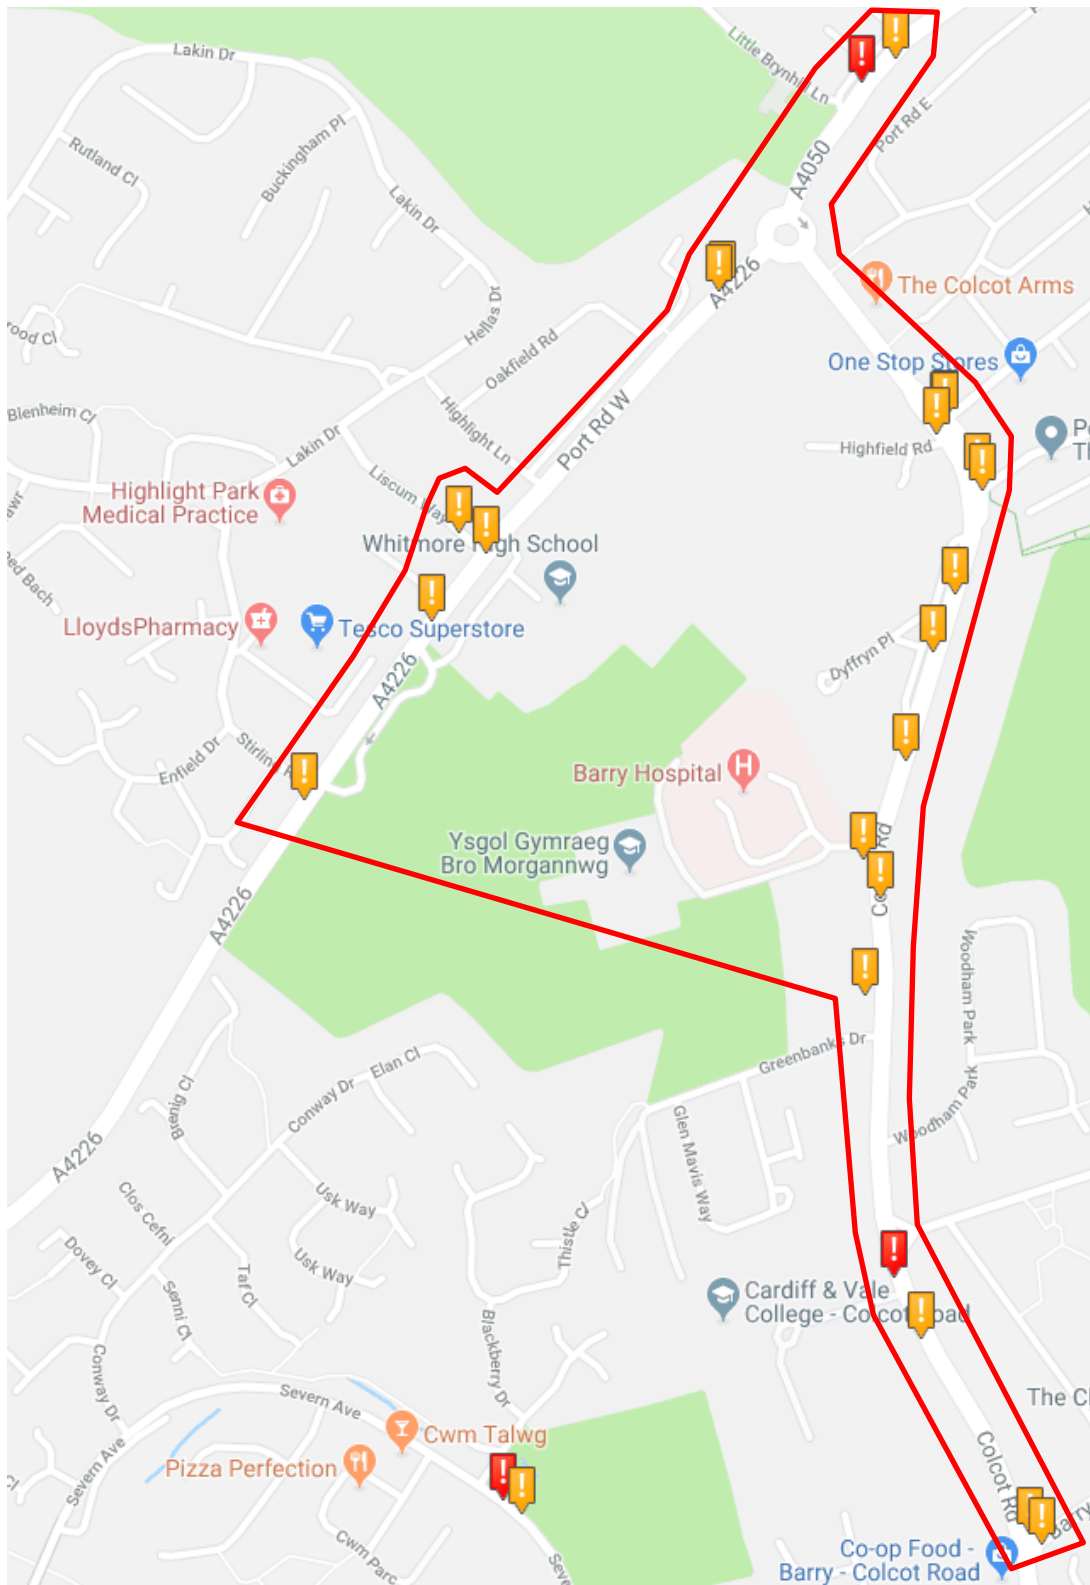 Lakin Dr
Little Brynhill Ln
Port Rd E
Rutland Cl
Buckingham Pl
A4050
Lakin Dr
A4226
The Colcot Arms
Hellas Dr
Oakfield Rd
One Stop Stores
Blenheim Cl
Highlight Ln
Port Rd W
Highfield Rd
Lakin Dr
Liscum Way
Highlight Park
Medical Practice
Whitmore High School
LloydsPharmacy
Tesco Superstore
A4226
Dyffryn Pl
Enfield Dr
Barry Hospital
H
Ysgol Gymraeg
Bro Morgannwg
Rd
A4226
Woodham Park
Greenbanks Dr
Elan Cl
Conway Dr
Brenig Cl
Woodham Park
Glen Mavis Way
A4226
Clos Cefni
Usk Way
Thistle Cl
Dovey Cl
Usk Way
Taf Cl
Senni Cl
Cardiff & Vale
College - Colcot Road
Blackberry Dr
Conway Dr
Severn Ave
Colcot Rd
Cwm Talwg
Severn Ave
Pizza Perfection
Cwm Parc
Co-op Food -
Barry - Colcot Road